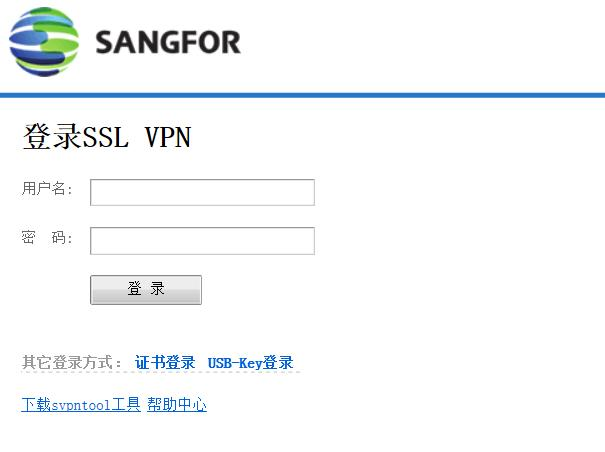 SANGFOR
登录SSL VPN
用户名:
密 码:
登 录
其它登录方式： 证书登录 USB-Key登录
下载svpntool工具 帮助中心